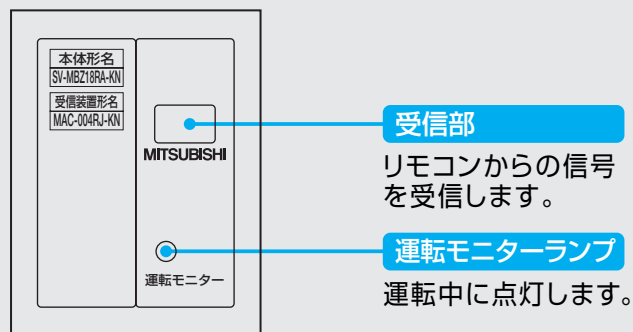 本体形名
SV-MBZ18RA-KN
受信装置形名
MAC-004RJ-KN
MITSUBISHI
運転モニター
受信部
リモコンからの信号
を受信します。
運転モニターランプ
運転中に点灯します。